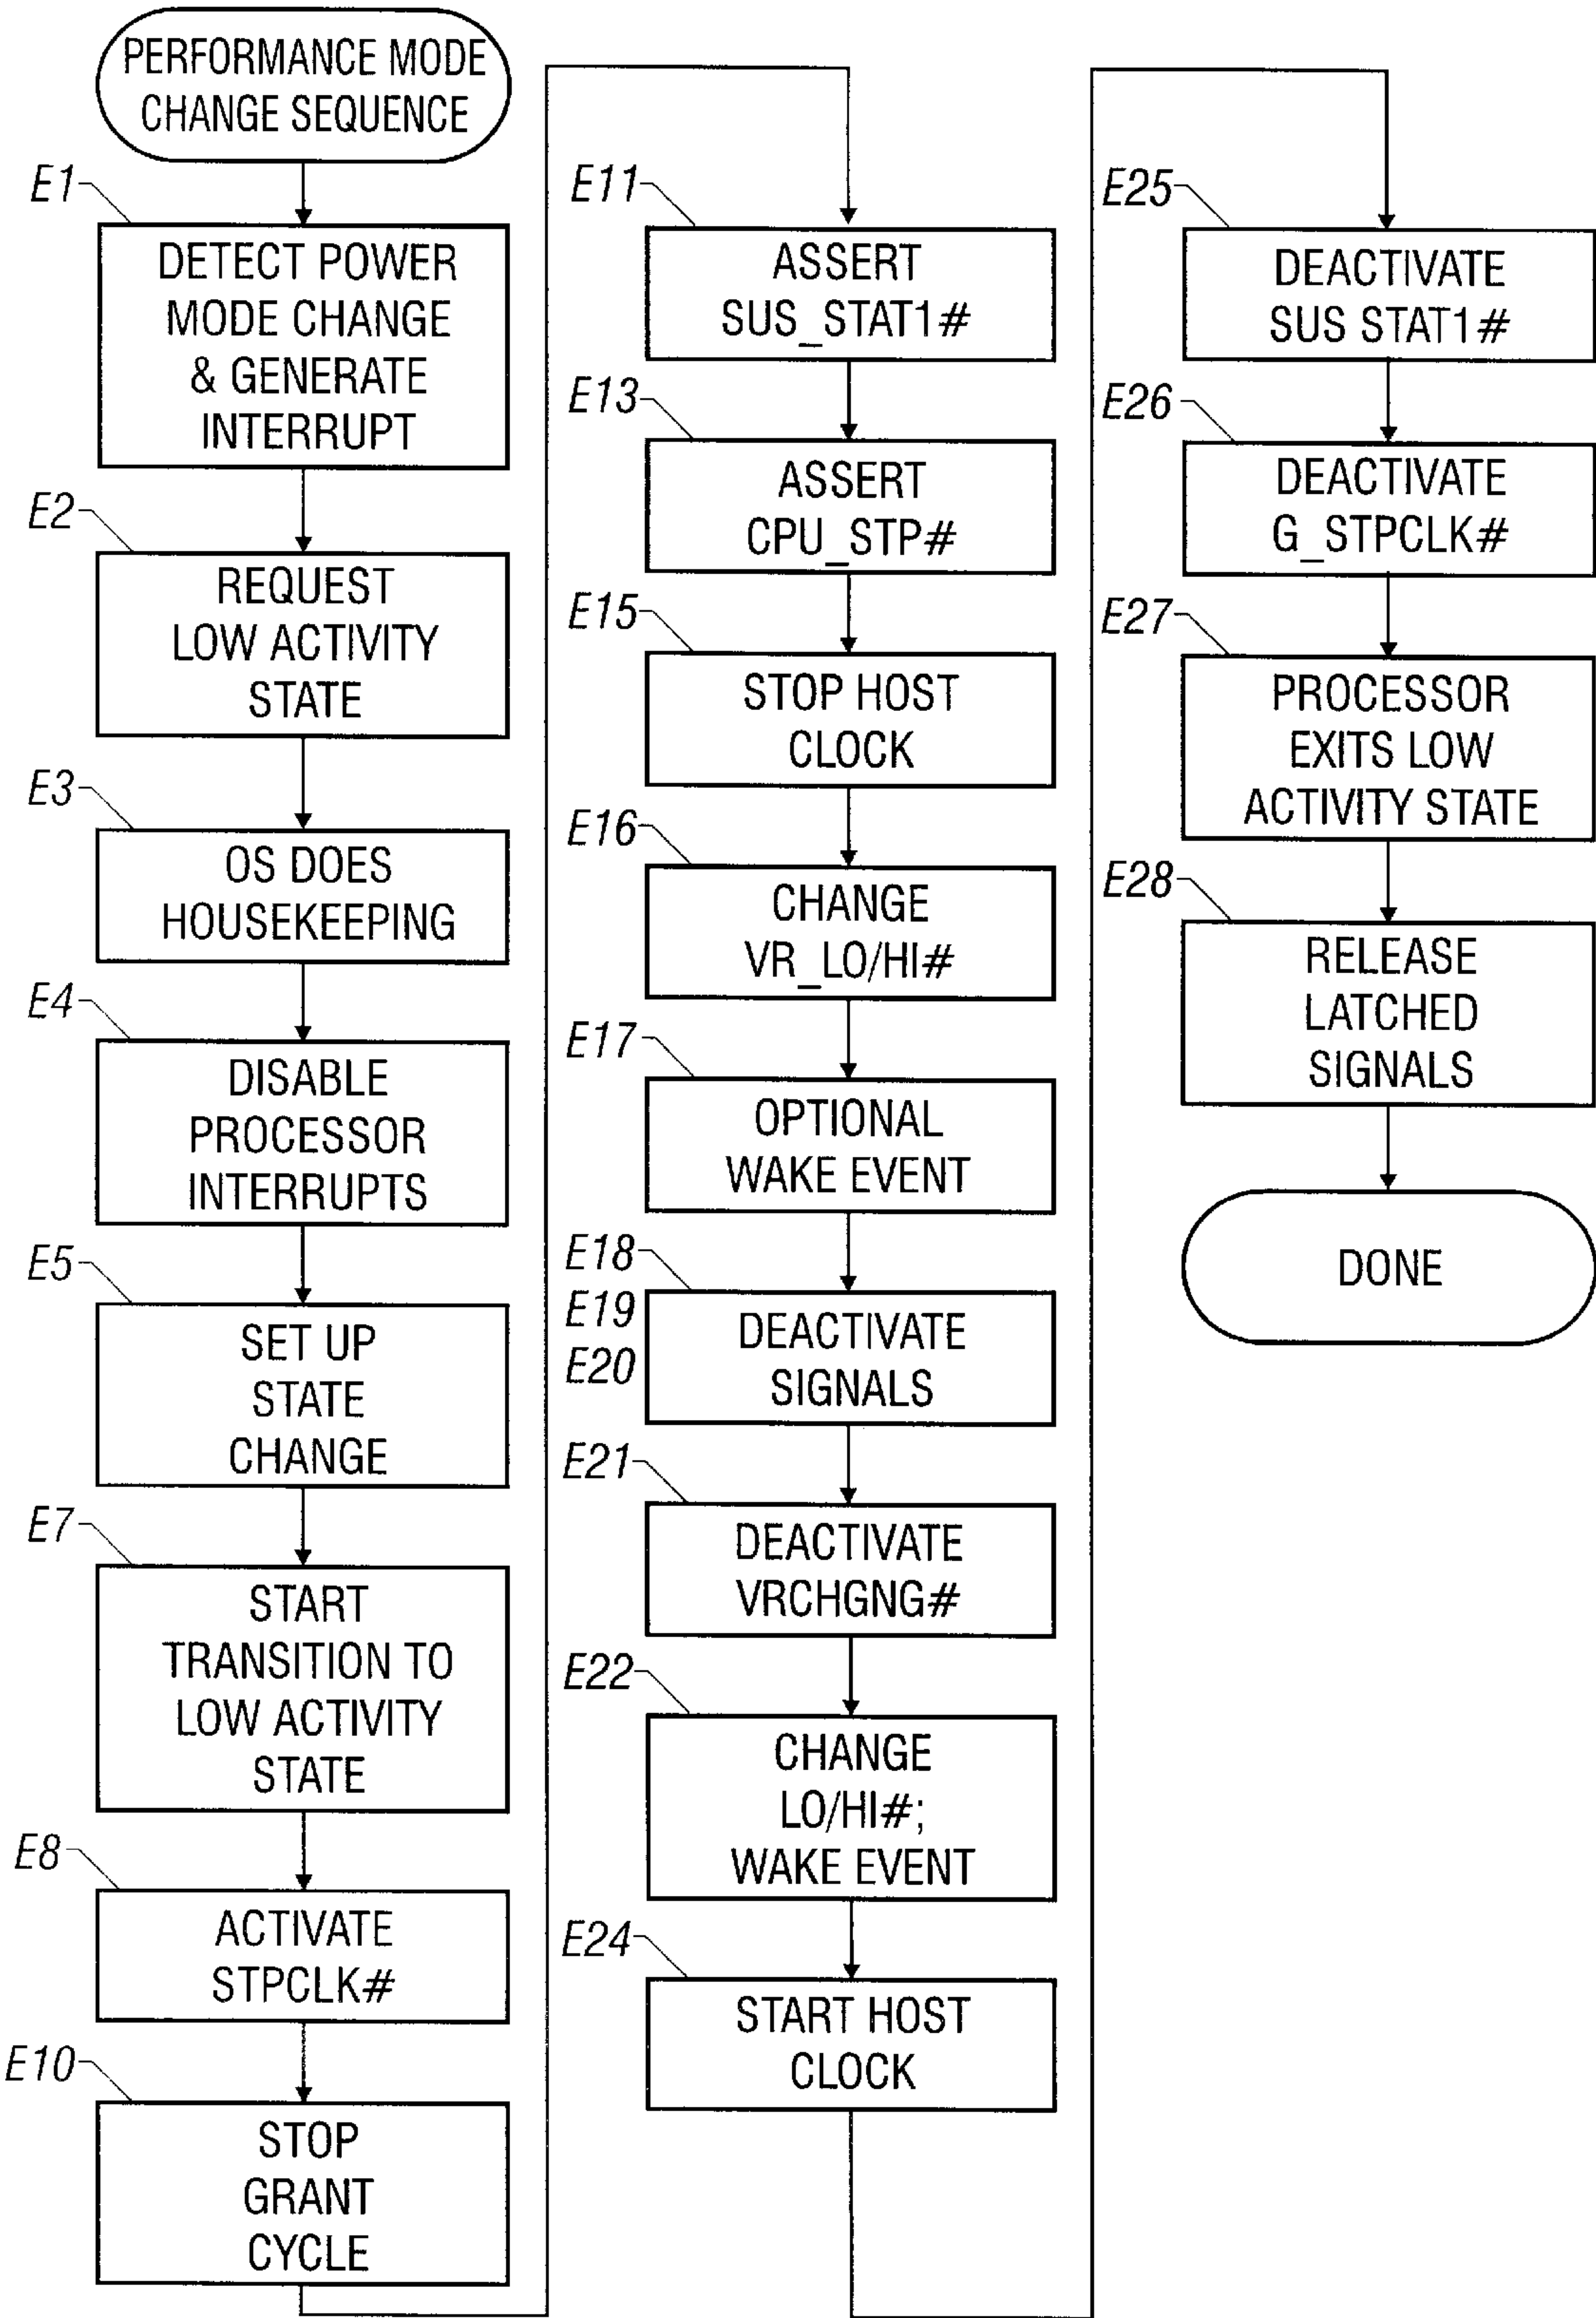 PERFORMANCE MODE
CHANGE SEQUENCE
E1
DETECT POWER
MODE CHANGE
& GENERATE
INTERRUPT
E2
REQUEST
LOW ACTIVITY
STATE
E3
OS DOES
HOUSEKEEPING
E4
DISABLE
PROCESSOR
INTERRUPTS
E5
SET UP
STATE
CHANGE
E7
START
TRANSITION TO
LOW ACTIVITY
STATE
E8
ACTIVATE
STPCLK#
E10
STOP
GRANT
CYCLE
E11
ASSERT
SUS_STAT1#
E13
ASSERT
CPU_STP#
E15
STOP HOST
CLOCK
E16
CHANGE
VR_LO/HI#
E17
OPTIONAL
WAKE EVENT
E18
E19
E20
DEACTIVATE
SIGNALS
E21
DEACTIVATE
VRCHGNG#
E22
CHANGE
LO/HI#;
WAKE EVENT
E24
START HOST
CLOCK
E25
DEACTIVATE
SUS STAT1#
E26
DEACTIVATE
G_STPCLK#
E27
PROCESSOR
EXITS LOW
ACTIVITY STATE
E28
RELEASE
LATCHED
SIGNALS
DONE